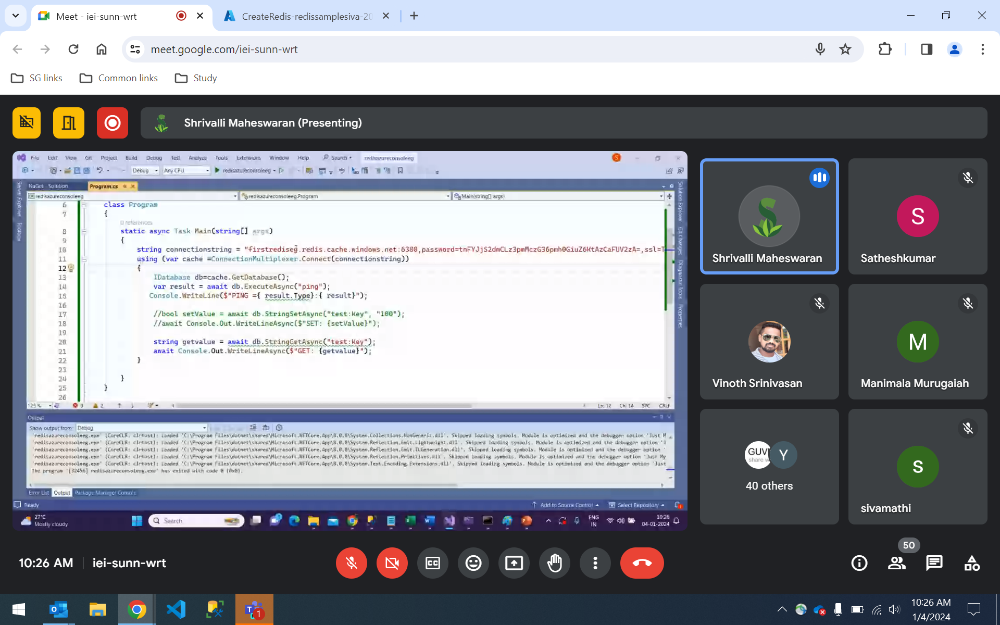 Meet - iei-sunn-wrt
CreateRedis-redissamplesiva-20
meet.google.com/iei-sunn-wrt
SG links
Common links
Study
Shrivalli Maheswaran (Presenting)
File Edit View Git Project Build Debug Test Analyze Tools Extensions Window Help Search redisazureconsoleeg
S
Debug Any CPU redisazureconsoleeg
Server Explorer
Toolbox
NuGet - Solution
Program.cs
redisazureconsoleeg
redisazureconsoleeg.Program
Main(string[] args)
6 class Program
7 {
0 references
8 static async Task Main(string[] args)
9 {
10 string connectionstring = "firstrediseg.redis.cache.windows.net:6380,password=tnFYJjS2dmCLz3pmMczG36pmh0GiuZ6KtAzCaFUV2zA=,ssl=T
11 using (var cache =ConnectionMultiplexer.Connect(connectionstring))
12 {
13 IDatabase db=cache.GetDatabase();
14 var result = await db.ExecuteAsync("ping");
15 Console.WriteLine($"PING ={ result.Type}:{ result}");
16
17 //bool setValue = await db.StringSetAsync("test:Key", "100");
18 //await Console.Out.WriteLineAsync($"SET: {setValue}");
19
20 string getvalue = await db.StringGetAsync("test:Key");
21 await Console.Out.WriteLineAsync($"GET: {getvalue}");
22 }
23
24 }
25 }
26
Solution Explorer
Git Changes
Diagnostic Tools
Properties
123 % 0 2 Ln: 12 Ch: 14 SPC CRLF
Output
Show output from: Debug
'redisazureconsoleeg.exe' (CoreCLR: clrhost): Loaded 'C:\Program Files\dotnet\shared\Microsoft.NETCore.App\8.0.0\System.Collections.NonGeneric.dll'. Skipped loading symbols. Module is optimized and the debugger option 'Just M
'redisazureconsoleeg.exe' (CoreCLR: clrhost): Loaded 'C:\Program Files\dotnet\shared\Microsoft.NETCore.App\8.0.0\System.Reflection.Emit.Lightweight.dll'. Skipped loading symbols. Module is optimized and the debugger option 'J
'redisazureconsoleeg.exe' (CoreCLR: clrhost): Loaded 'C:\Program Files\dotnet\shared\Microsoft.NETCore.App\8.0.0\System.Reflection.Emit.ILGeneration.dll'. Skipped loading symbols. Module is optimized and the debugger option '
'redisazureconsoleeg.exe' (CoreCLR: clrhost): Loaded 'C:\Program Files\dotnet\shared\Microsoft.NETCore.App\8.0.0\System.Reflection.Primitives.dll'. Skipped loading symbols. Module is optimized and the debugger option 'Just My
'redisazureconsoleeg.exe' (CoreCLR: clrhost): Loaded 'C:\Program Files\dotnet\shared\Microsoft.NETCore.App\8.0.0\System.Text.Encoding.Extensions.dll'. Skipped loading symbols. Module is optimized and the debugger option 'Just
The program '[32456] redisazureconsoleeg.exe' has exited with code 0 (0x0).
Error List Output Package Manager Console
Ready
Add to Source Control
Select Repository
27°C
Mostly cloudy
Search
ENG
IN
10:26
04-01-2024
Shrivalli Maheswaran
S
Satheshkumar
Vinoth Srinivasan
M
Manimala Murugaiah
GUVI
share w
Y
40 others
s
sivamathi
10:26 AM
iei-sunn-wrt
50
1
10:26 AM
1/4/2024